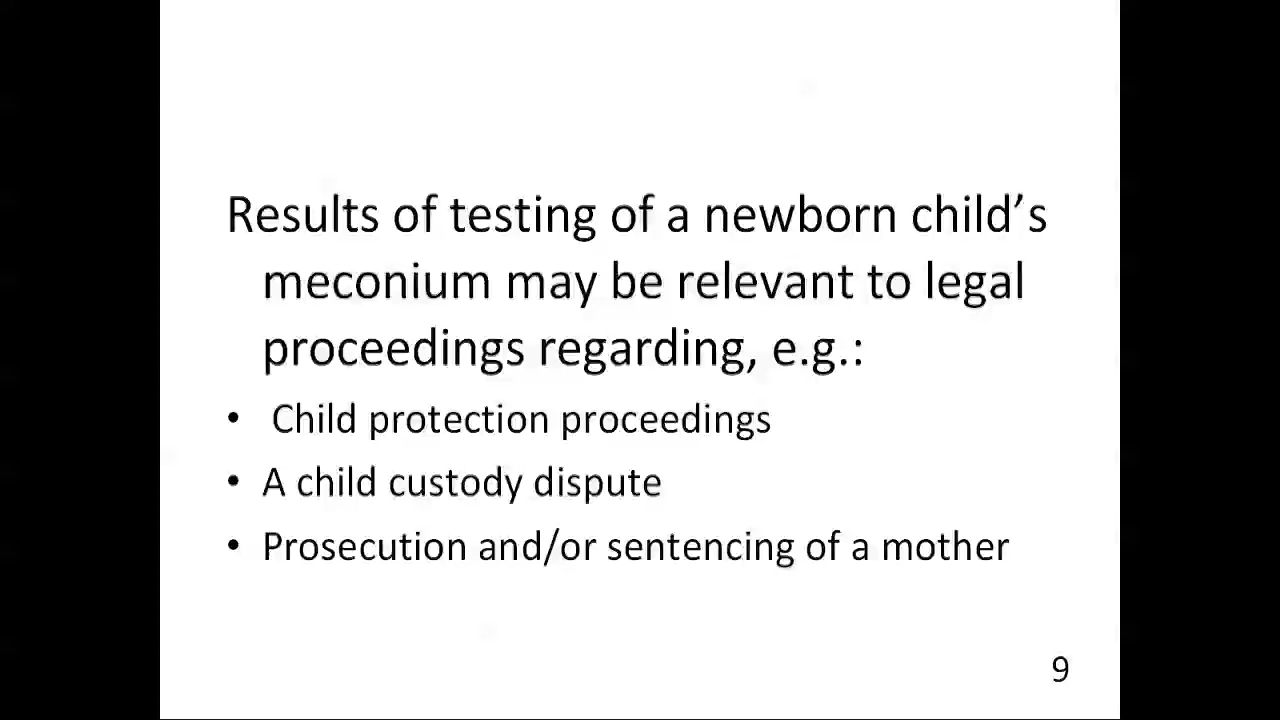 Results of testing of a newborn child’s
meconium may be relevant to legal
proceedings regarding, e.g.:
• Child protection proceedings
• A child custody dispute
• Prosecution and/or sentencing of a mother
9